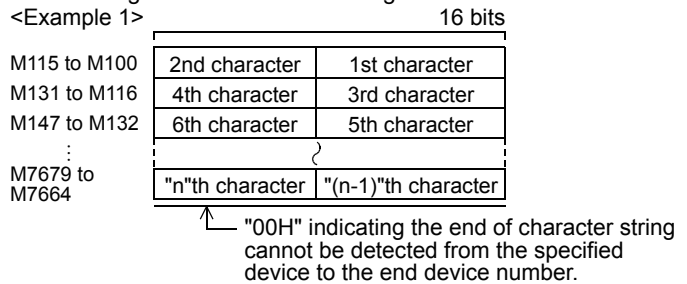 <Example 1>
16 bits
M115 to M100 2nd character 1st character
M131 to M116 4th character 3rd character
M147 to M132 6th character 5th character
⋮
M7679 to
M7664
"n"th character "(n-1)"th character
"00H" indicating the end of character string
cannot be detected from the specified
device to the end device number.